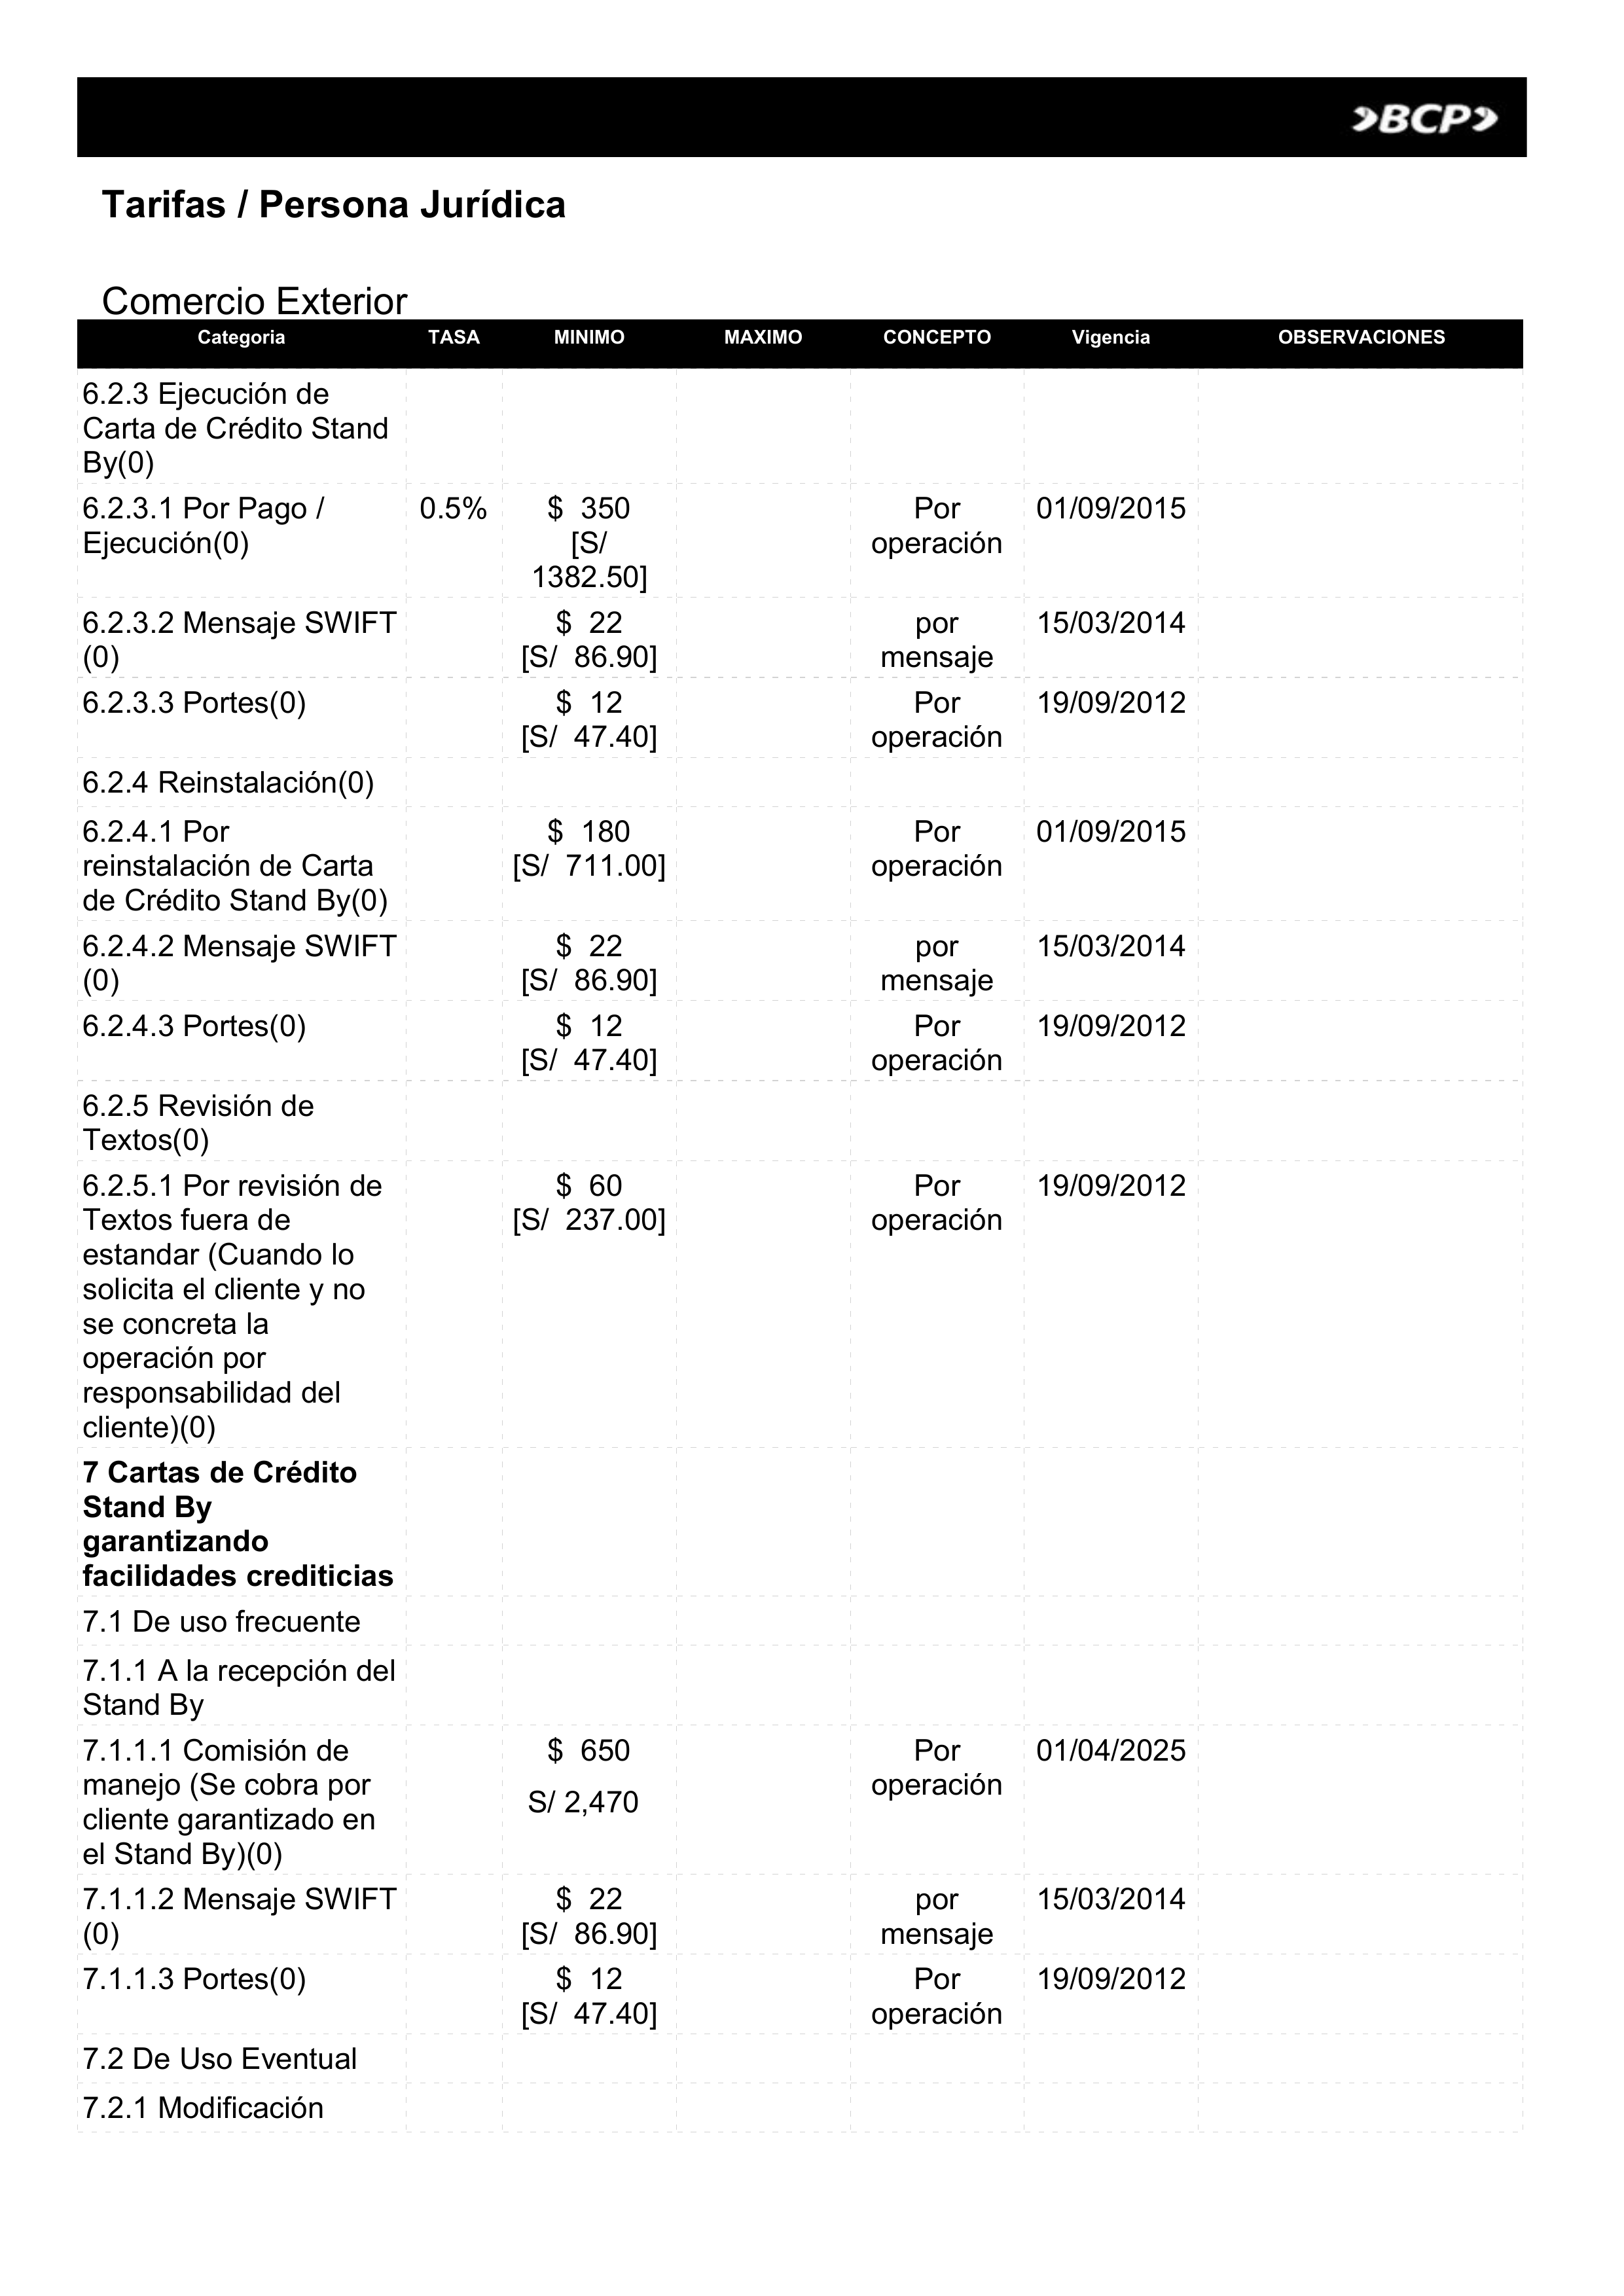 BCP
Tarifas / Persona Jurídica
Comercio Exterior
Categoria TASA MINIMO MAXIMO CONCEPTO Vigencia OBSERVACIONES
6.2.3 Ejecución de
Carta de Crédito Stand
By(0)
6.2.3.1 Por Pago / 0.5% $ 350 Por 01/09/2015
Ejecución(0) [S/ operación
1382.50]
6.2.3.2 Mensaje SWIFT $ 22 por 15/03/2014
(0) [S/ 86.90] mensaje
6.2.3.3 Portes(0) $ 12 Por 19/09/2012
[S/ 47.40] operación
6.2.4 Reinstalación(0)
6.2.4.1 Por $ 180 Por 01/09/2015
reinstalación de Carta [S/ 711.00] operación
de Crédito Stand By(0)
6.2.4.2 Mensaje SWIFT $ 22 por 15/03/2014
(0) [S/ 86.90] mensaje
6.2.4.3 Portes(0) $ 12 Por 19/09/2012
[S/ 47.40] operación
6.2.5 Revisión de
Textos(0)
6.2.5.1 Por revisión de $ 60 Por 19/09/2012
Textos fuera de [S/ 237.00] operación
estandar (Cuando lo
solicita el cliente y no
se concreta la
operación por
responsabilidad del
cliente)(0)
7 Cartas de Crédito
Stand By
garantizando
facilidades crediticias
7.1 De uso frecuente
7.1.1 A la recepción del
Stand By
7.1.1.1 Comisión de $ 650 Por 01/04/2025
manejo (Se cobra por S/ 2,470 operación
cliente garantizado en
el Stand By)(0)
7.1.1.2 Mensaje SWIFT $ 22 por 15/03/2014
(0) [S/ 86.90] mensaje
7.1.1.3 Portes(0) $ 12 Por 19/09/2012
[S/ 47.40] operación
7.2 De Uso Eventual
7.2.1 Modificación